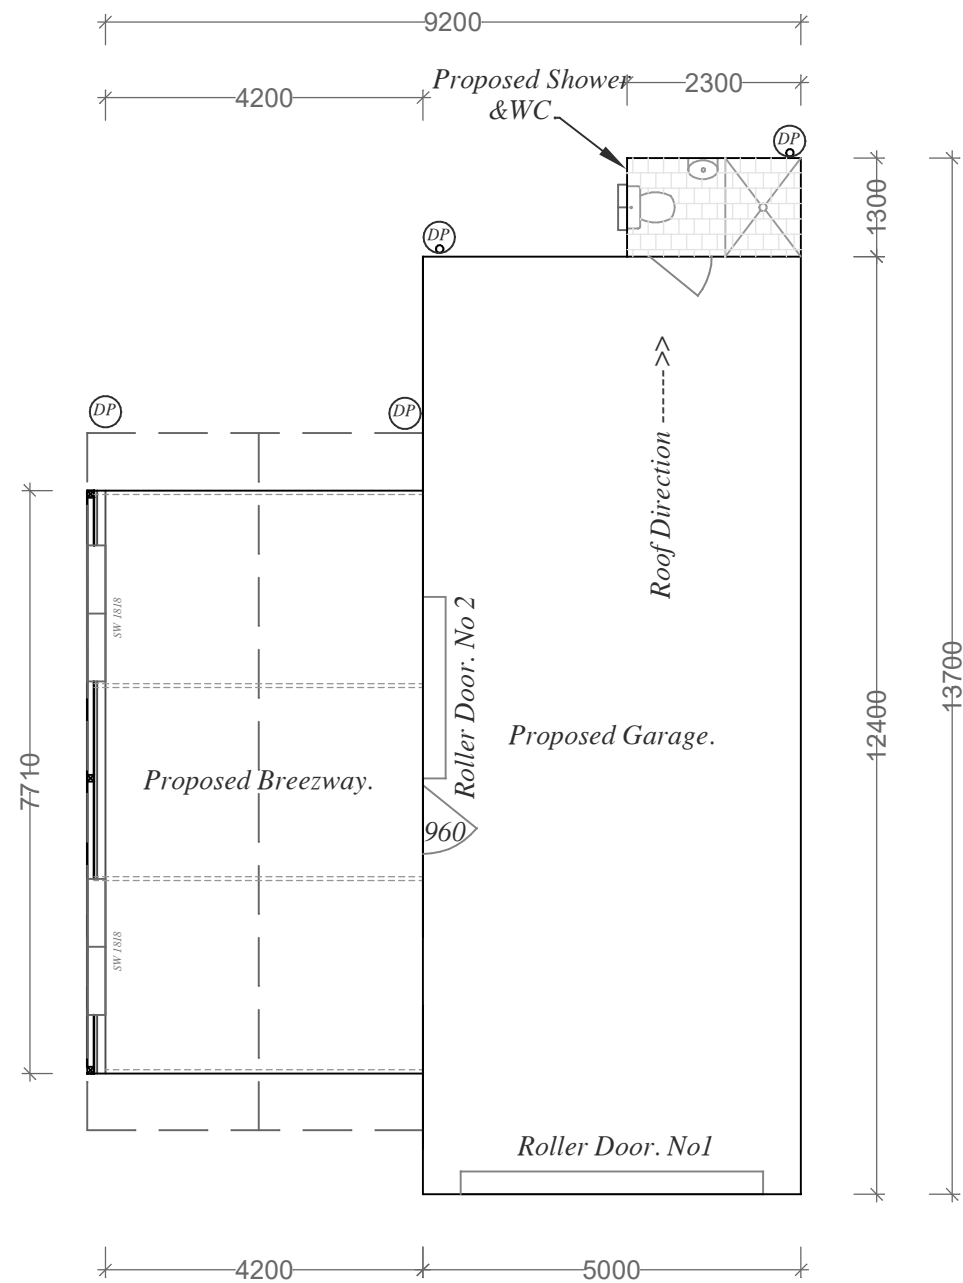 9200
Proposed Shower
&WC
2300
4200
DP
1300
DP
DP
DP
Roof Direction ------>>
SW 1818
Roller Door. No 2
Proposed Garage.
12400
13700
7710
Proposed Breezway.
960
SW 1818
Roller Door. No1
4200
5000